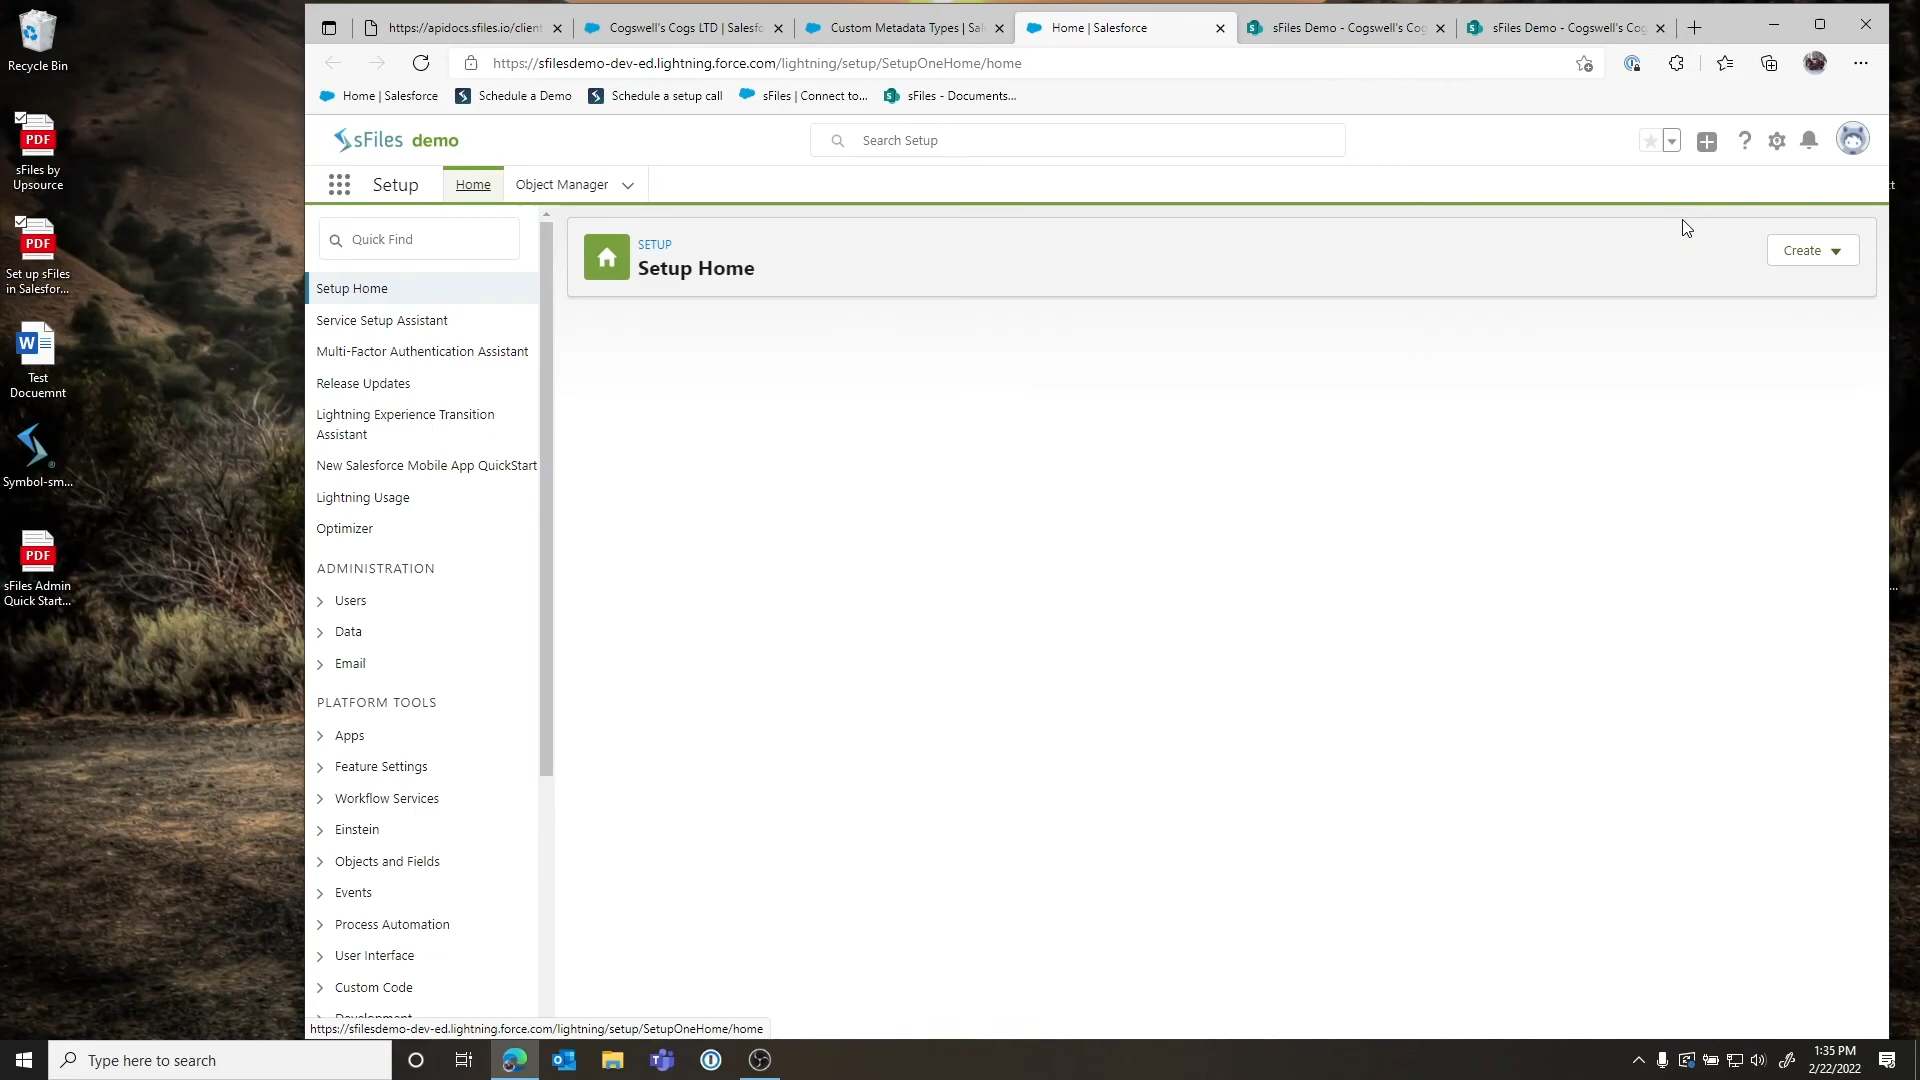 Recycle Bin
PDF
sFiles by
Upsource
PDF
Set up sFiles
in Salesfor...
W
Test
Docuemnt
Symbol-sm...
PDF
sFiles Admin
Quick Start...
https://apidocs.sfiles.io/client
Cogswell's Cogs LTD | Salesfo
Custom Metadata Types | Sal
Home | Salesforce
sFiles Demo - Cogswell's Cog
sFiles Demo - Cogswell's Cog
https://sfilesdemo-dev-ed.lightning.force.com/lightning/setup/SetupOneHome/home
Home | Salesforce
Schedule a Demo
Schedule a setup call
sFiles | Connect to...
sFiles - Documents...
sFiles demo
Search Setup
Setup
Home
Object Manager
Quick Find
SETUP
Setup Home
Create
Setup Home
Service Setup Assistant
Multi-Factor Authentication Assistant
Release Updates
Lightning Experience Transition
Assistant
New Salesforce Mobile App QuickStart
Lightning Usage
Optimizer
ADMINISTRATION
Users
Data
Email
PLATFORM TOOLS
Apps
Feature Settings
Workflow Services
Einstein
Objects and Fields
Events
Process Automation
User Interface
Custom Code
Development
https://sfilesdemo-dev-ed.lightning.force.com/lightning/setup/SetupOneHome/home
Type here to search
1:35 PM
2/22/2022